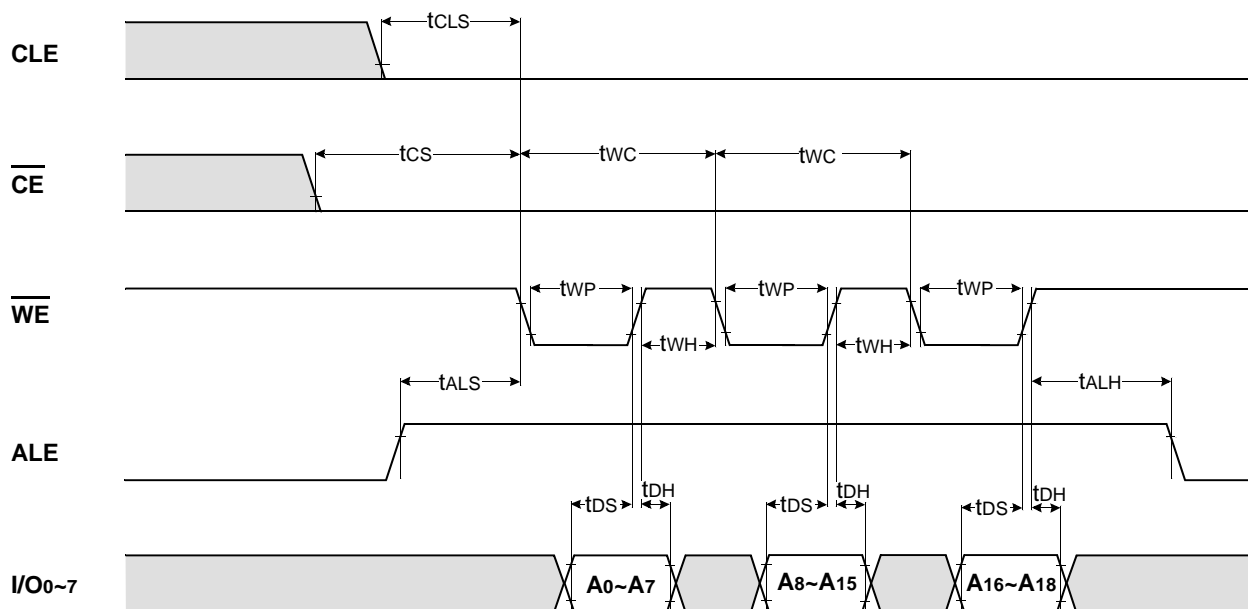 tCLS
CLE
tCS tWC tWC
CE
tWP tWP tWP
WE
tWH tWH
tALS tALH
ALE
tDS tDH tDS tDH tDS tDH
I/O0~7 A0~A7 A8~A15 A16~A18